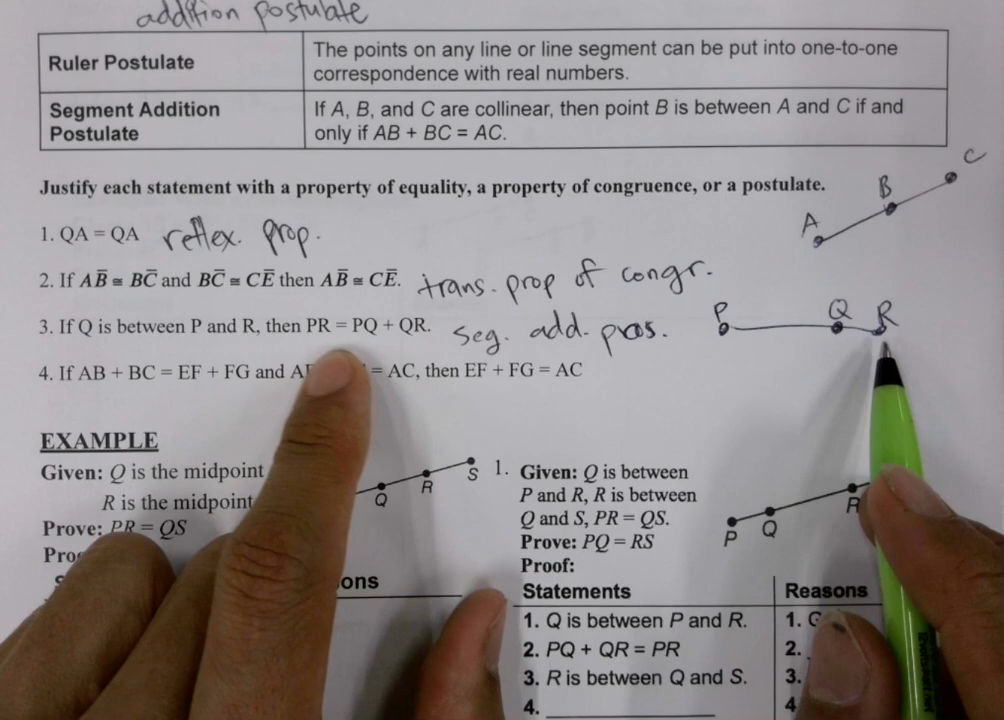 addition postulate
Ruler Postulate
The points on any line or line segment can be put into one-to-one
correspondence with real numbers.
Segment Addition
Postulate
If A, B, and C are collinear, then point B is between A and C if and
only if AB + BC = AC.
Justify each statement with a property of equality, a property of congruence, or a postulate.
A B C
1. QA = QA reflex. prop.
2. If AB̅ ≅ BC̅ and BC̅ ≅ CE̅ then AB̅ ≅ CE̅. trans. prop of congr.
3. If Q is between P and R, then PR = PQ + QR. seg. add. pos.
P Q R
4. If AB + BC = EF + FG and = AC, then EF + FG = AC
EXAMPLE
Given: Q is the midpoint
R is the midpoint
Prove: PR = QS
Q R S
1. Given: Q is between
P and R, R is between
Q and S, PR = QS.
Prove: PQ = RS
Proof:
P Q R
Statements
Reasons
1. Q is between P and R.
1.
2. PQ + QR = PR
2.
3. R is between Q and S.
3.
4.
4